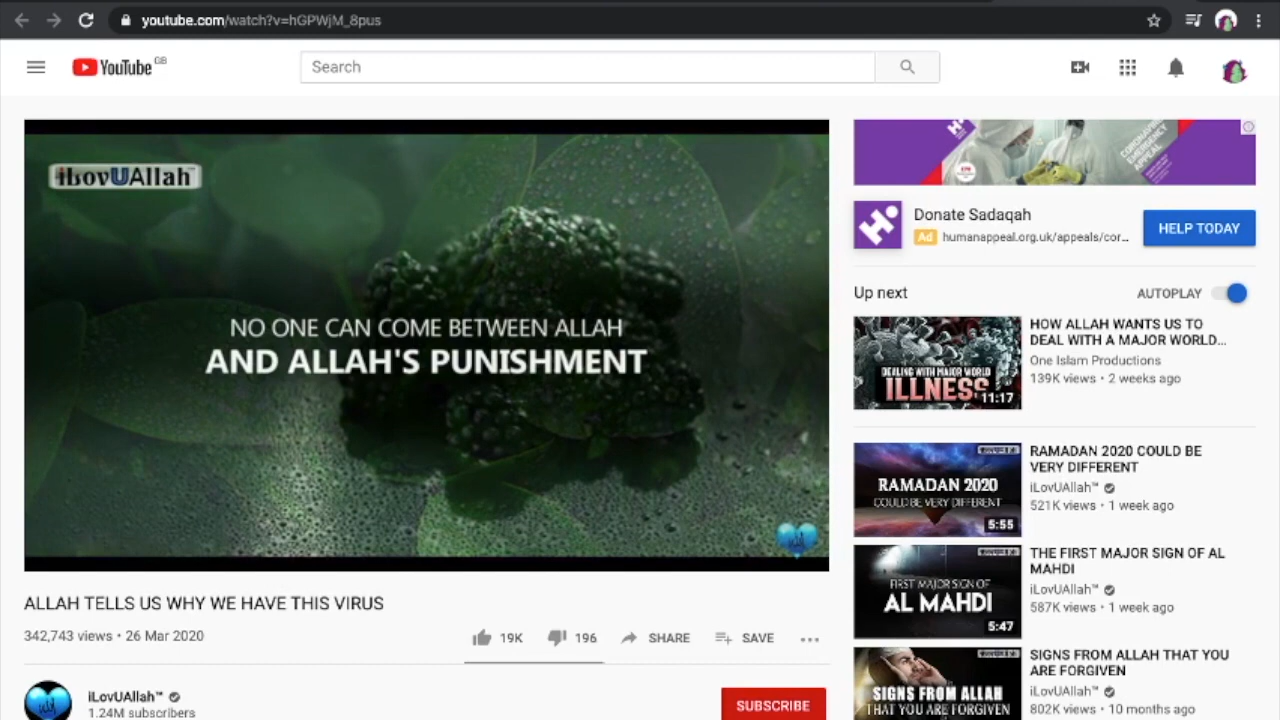 youtube.com/watch?v=hGPWjM_8pus
YouTube GB
Search
iLovUAllah™
NO ONE CAN COME BETWEEN ALLAH
AND ALLAH'S PUNISHMENT
ALLAH TELLS US WHY WE HAVE THIS VIRUS
342,743 views • 26 Mar 2020
19K 196 SHARE SAVE
iLovUAllah™
1.24M subscribers
SUBSCRIBE
CORONAVIRUS
EMERGENCY
APPEAL
Donate Sadaqah
Ad humanappeal.org.uk/appeals/cor...
HELP TODAY
Up next
AUTOPLAY
DEALING WITH MAJOR WORLD
ILLNESS
11:17
HOW ALLAH WANTS US TO
DEAL WITH A MAJOR WORLD...
One Islam Productions
139K views • 2 weeks ago
RAMADAN 2020
COULD BE VERY DIFFERENT
5:55
RAMADAN 2020 COULD BE
VERY DIFFERENT
iLovUAllah™
521K views • 1 week ago
FIRST MAJOR SIGN OF
AL MAHDI
5:47
THE FIRST MAJOR SIGN OF AL
MAHDI
iLovUAllah™
587K views • 1 week ago
SIGNS FROM ALLAH
THAT YOU ARE FORGIVEN
SIGNS FROM ALLAH THAT YOU
ARE FORGIVEN
iLovUAllah™
802K views • 10 months ago